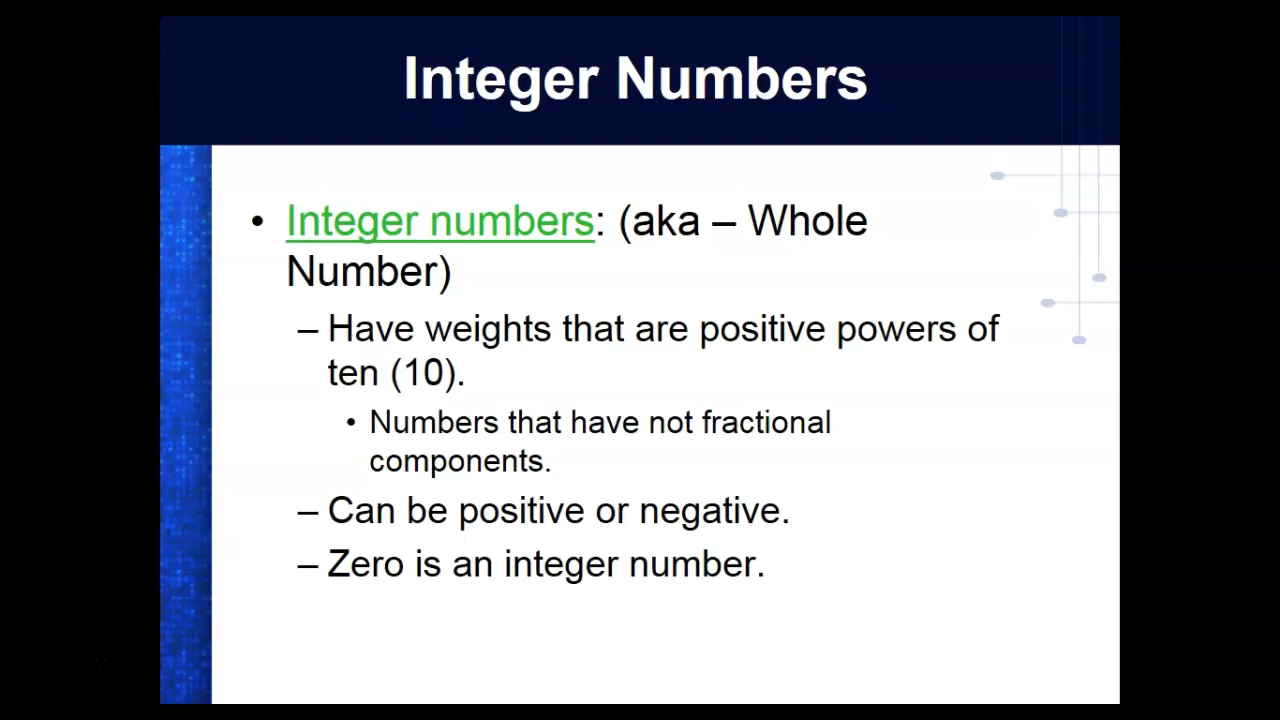 Integer Numbers
• Integer numbers: (aka – Whole
Number)
– Have weights that are positive powers of
ten (10).
• Numbers that have not fractional
components.
– Can be positive or negative.
– Zero is an integer number.